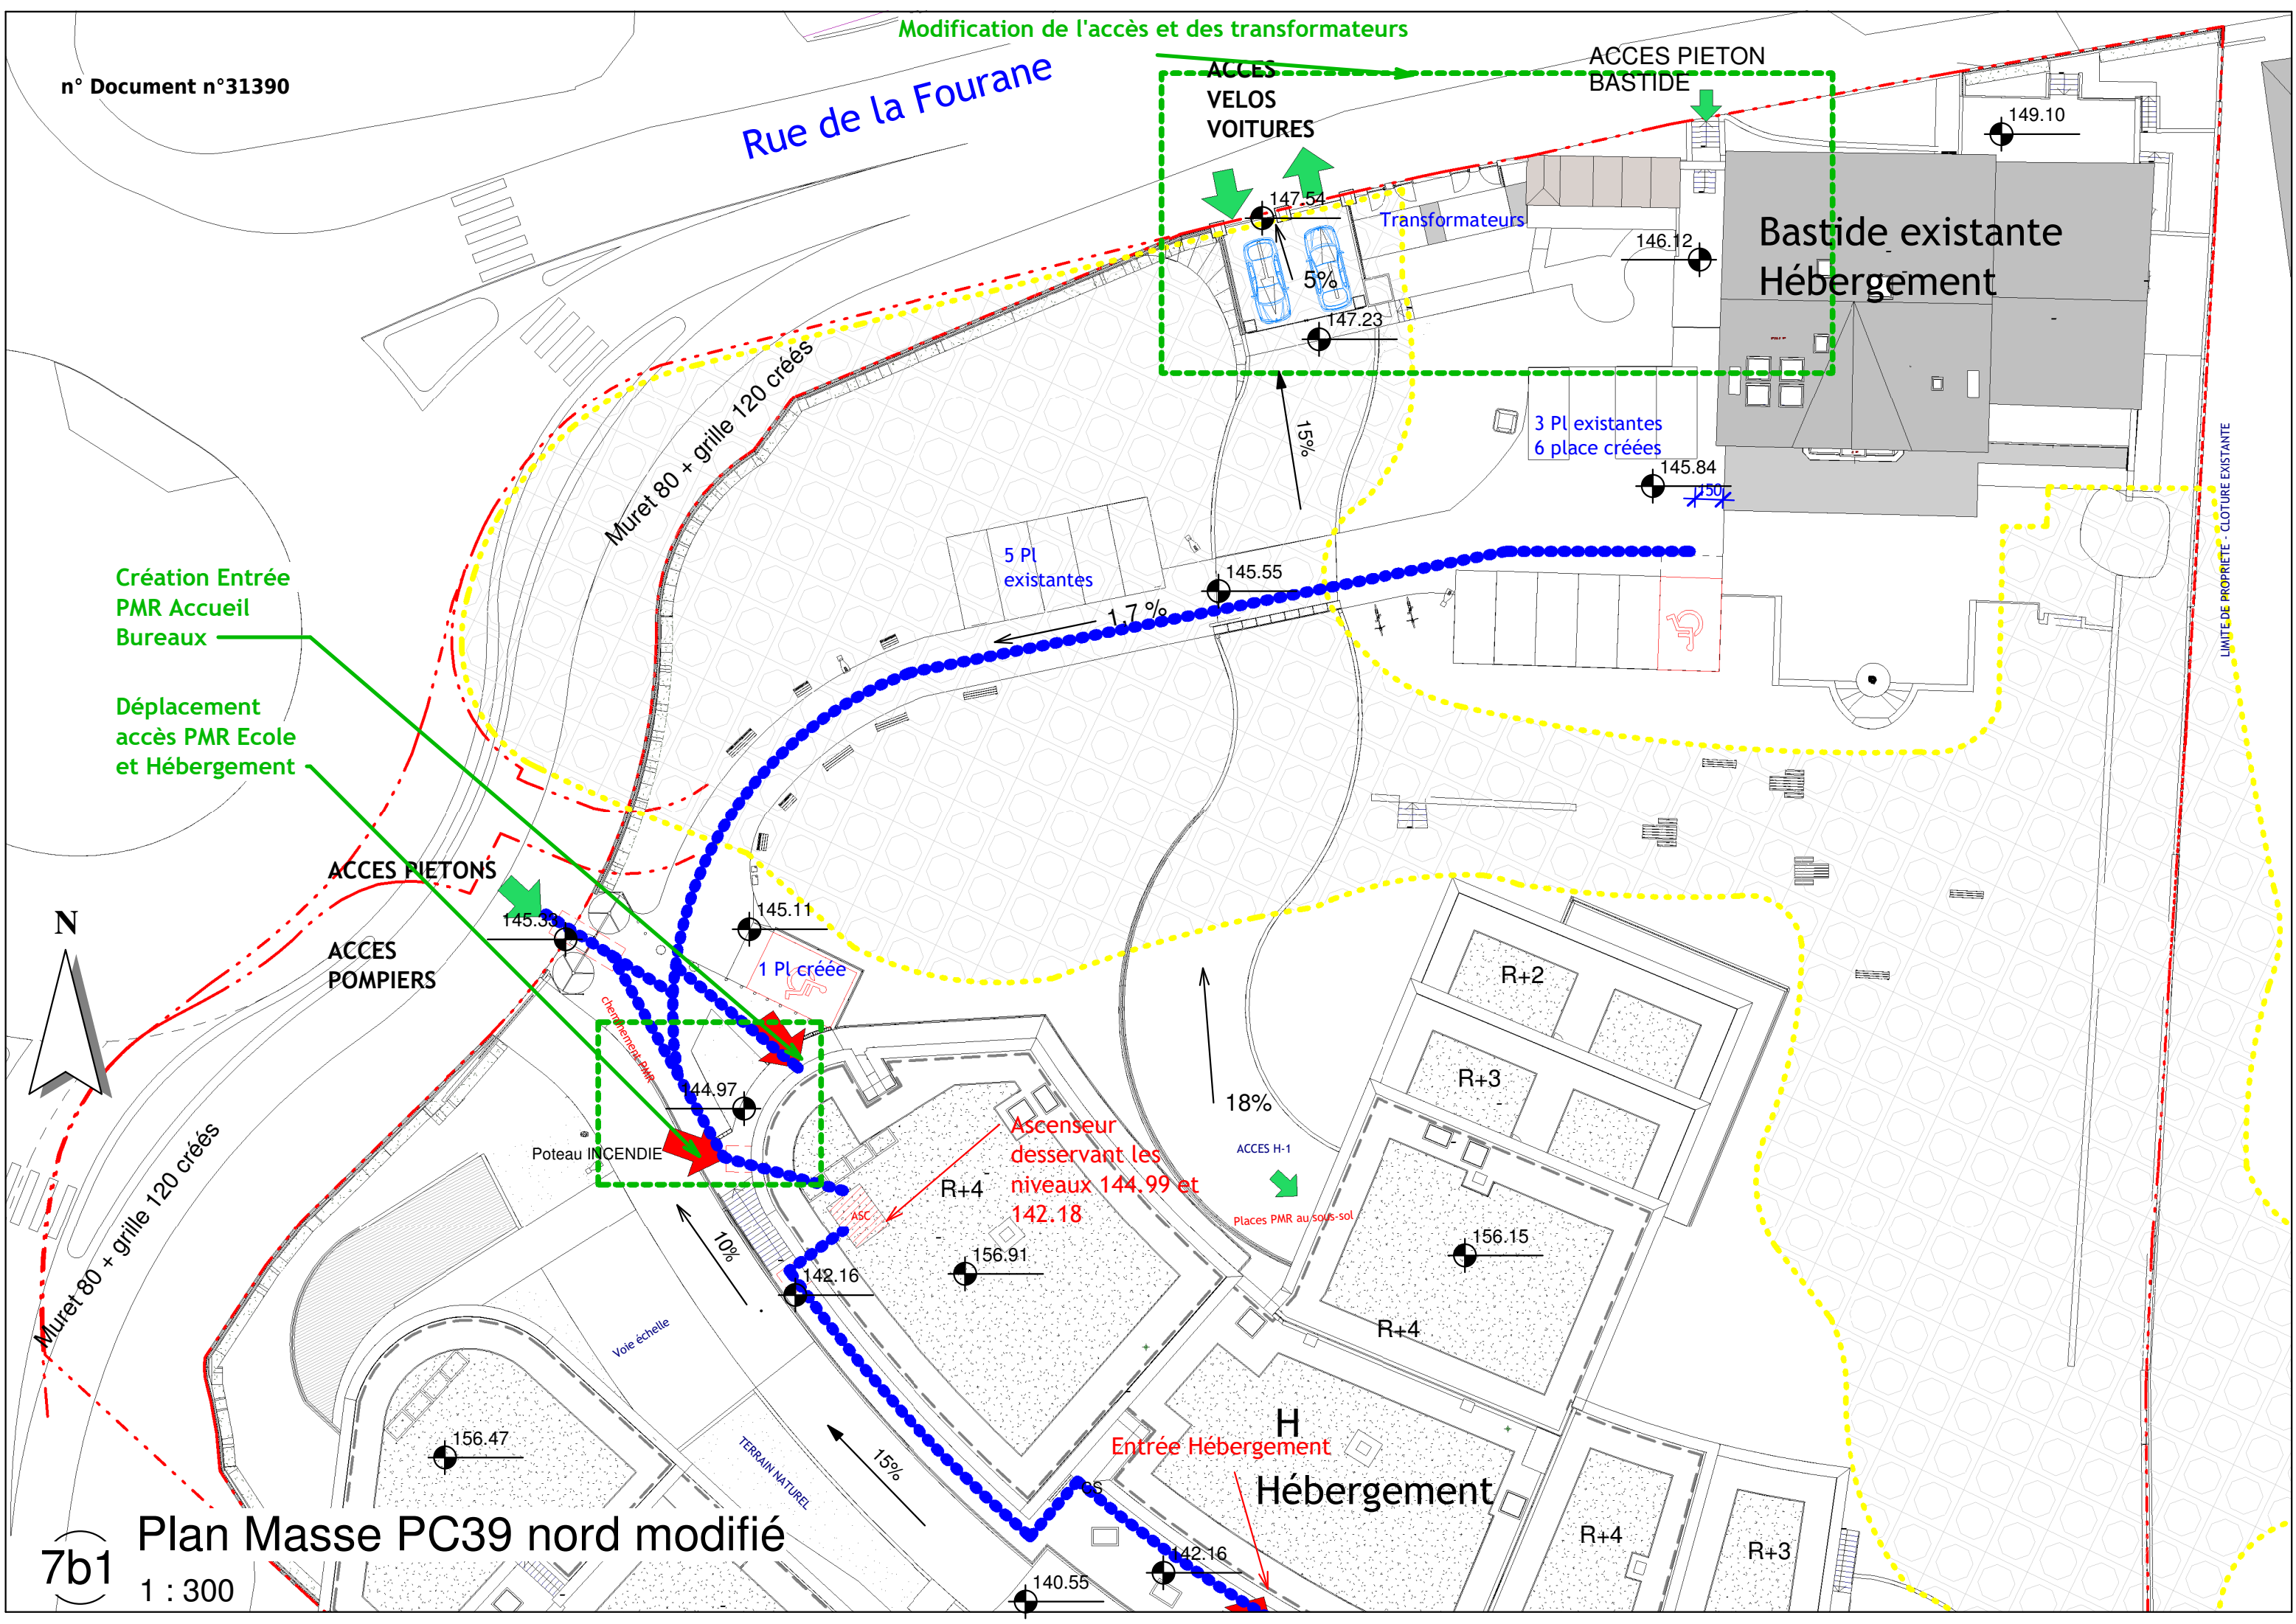 Modification de l'accès et des transformateurs
n° Document n°31390
Rue de la Fourane
ACCES
VELOS
VOITURES
ACCES PIETON
BASTIDE
149.10
147.54
Transformateurs
146.12
Bastide existante
Hébergement
5%
147.23
Muret 80 + grille 120 créés
15%
3 Pl existantes
6 place créées
145.84
150
LIMITE DE PROPRIETE - CLOTURE EXISTANTE
5 Pl
existantes
145.55
1.7 %
Création Entrée
PMR Accueil
Bureaux
Déplacement
accès PMR Ecole
et Hébergement
ACCES PIETONS
145.33
145.11
N
ACCES
POMPIERS
1 Pl créée
cheminement PMR
144.97
Poteau INCENDIE
R+2
R+3
18%
Ascenseur
desservant les
niveaux 144.99 et
142.18
R+4
ASC
ACCES H-1
Places PMR au sous-sol
10%
156.91
156.15
142.16
R+4
Muret 80 + grille 120 créés
Voie échelle
156.47
15%
TERRAIN NATUREL
H
Entrée Hébergement
Hébergement
CS
R+4
R+3
142.16
140.55
7b1
Plan Masse PC39 nord modifié
1 : 300